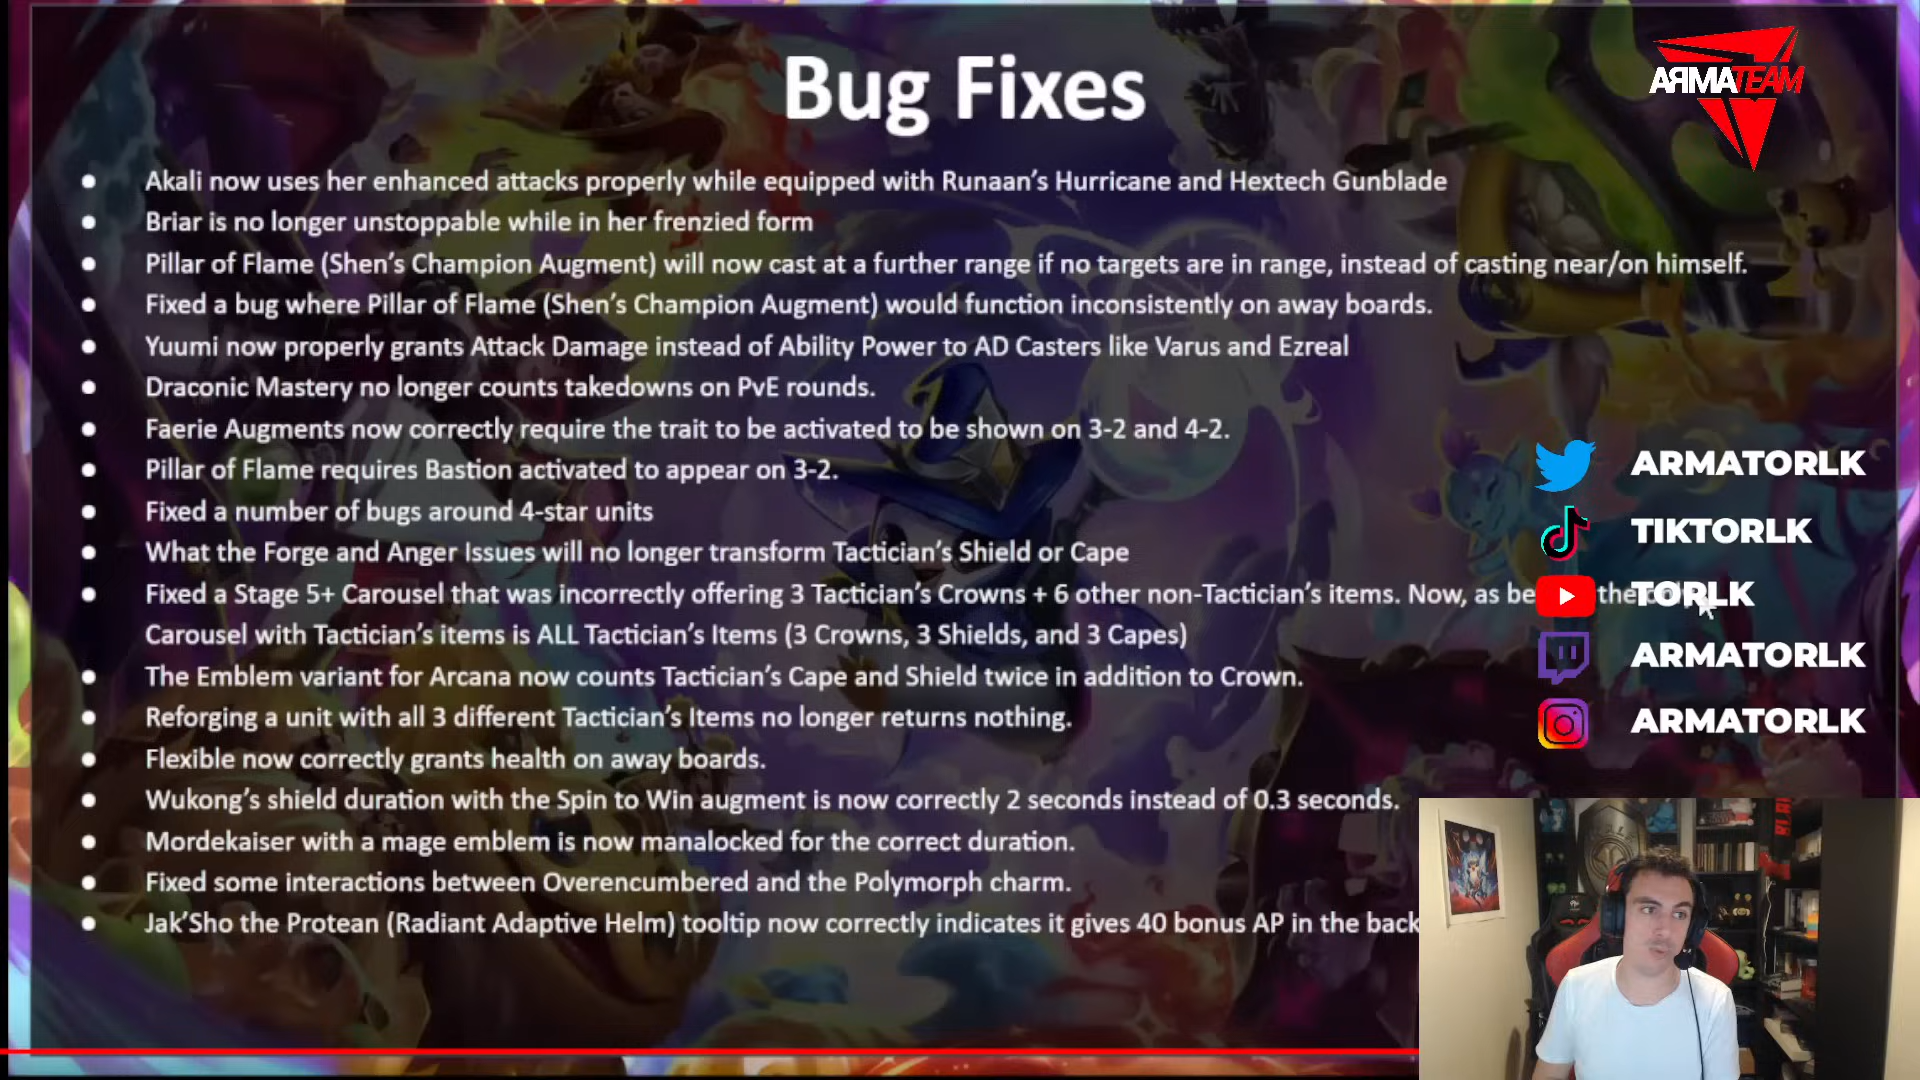 Bug Fixes
ARMATEAM
Akali now uses her enhanced attacks properly while equipped with Runaan's Hurricane and Hextech Gunblade
Briar is no longer unstoppable while in her frenzied form
Pillar of Flame (Shen's Champion Augment) will now cast at a further range if no targets are in range, instead of casting near/on himself.
Fixed a bug where Pillar of Flame (Shen's Champion Augment) would function inconsistently on away boards.
Yuumi now properly grants Attack Damage instead of Ability Power to AD Casters like Varus and Ezreal
Draconic Mastery no longer counts takedowns on PvE rounds.
Faerie Augments now correctly require the trait to be activated to be shown on 3-2 and 4-2.
Pillar of Flame requires Bastion activated to appear on 3-2.
Fixed a number of bugs around 4-star units
What the Forge and Anger Issues will no longer transform Tactician's Shield or Cape
Fixed a Stage 5+ Carousel that was incorrectly offering 3 Tactician's Crowns + 6 other non-Tactician's items. Now, as be the
Carousel with Tactician's items is ALL Tactician's Items (3 Crowns, 3 Shields, and 3 Capes)
The Emblem variant for Arcana now counts Tactician's Cape and Shield twice in addition to Crown.
Reforging a unit with all 3 different Tactician's Items no longer returns nothing.
Flexible now correctly grants health on away boards.
Wukong's shield duration with the Spin to Win augment is now correctly 2 seconds instead of 0.3 seconds.
Mordekaiser with a mage emblem is now manalocked for the correct duration.
Fixed some interactions between Overencumbered and the Polymorph charm.
Jak'Sho the Protean (Radiant Adaptive Helm) tooltip now correctly indicates it gives 40 bonus AP in the back
ARMATORLK
TIKTORLK
TORLK
ARMATORLK
ARMATORLK